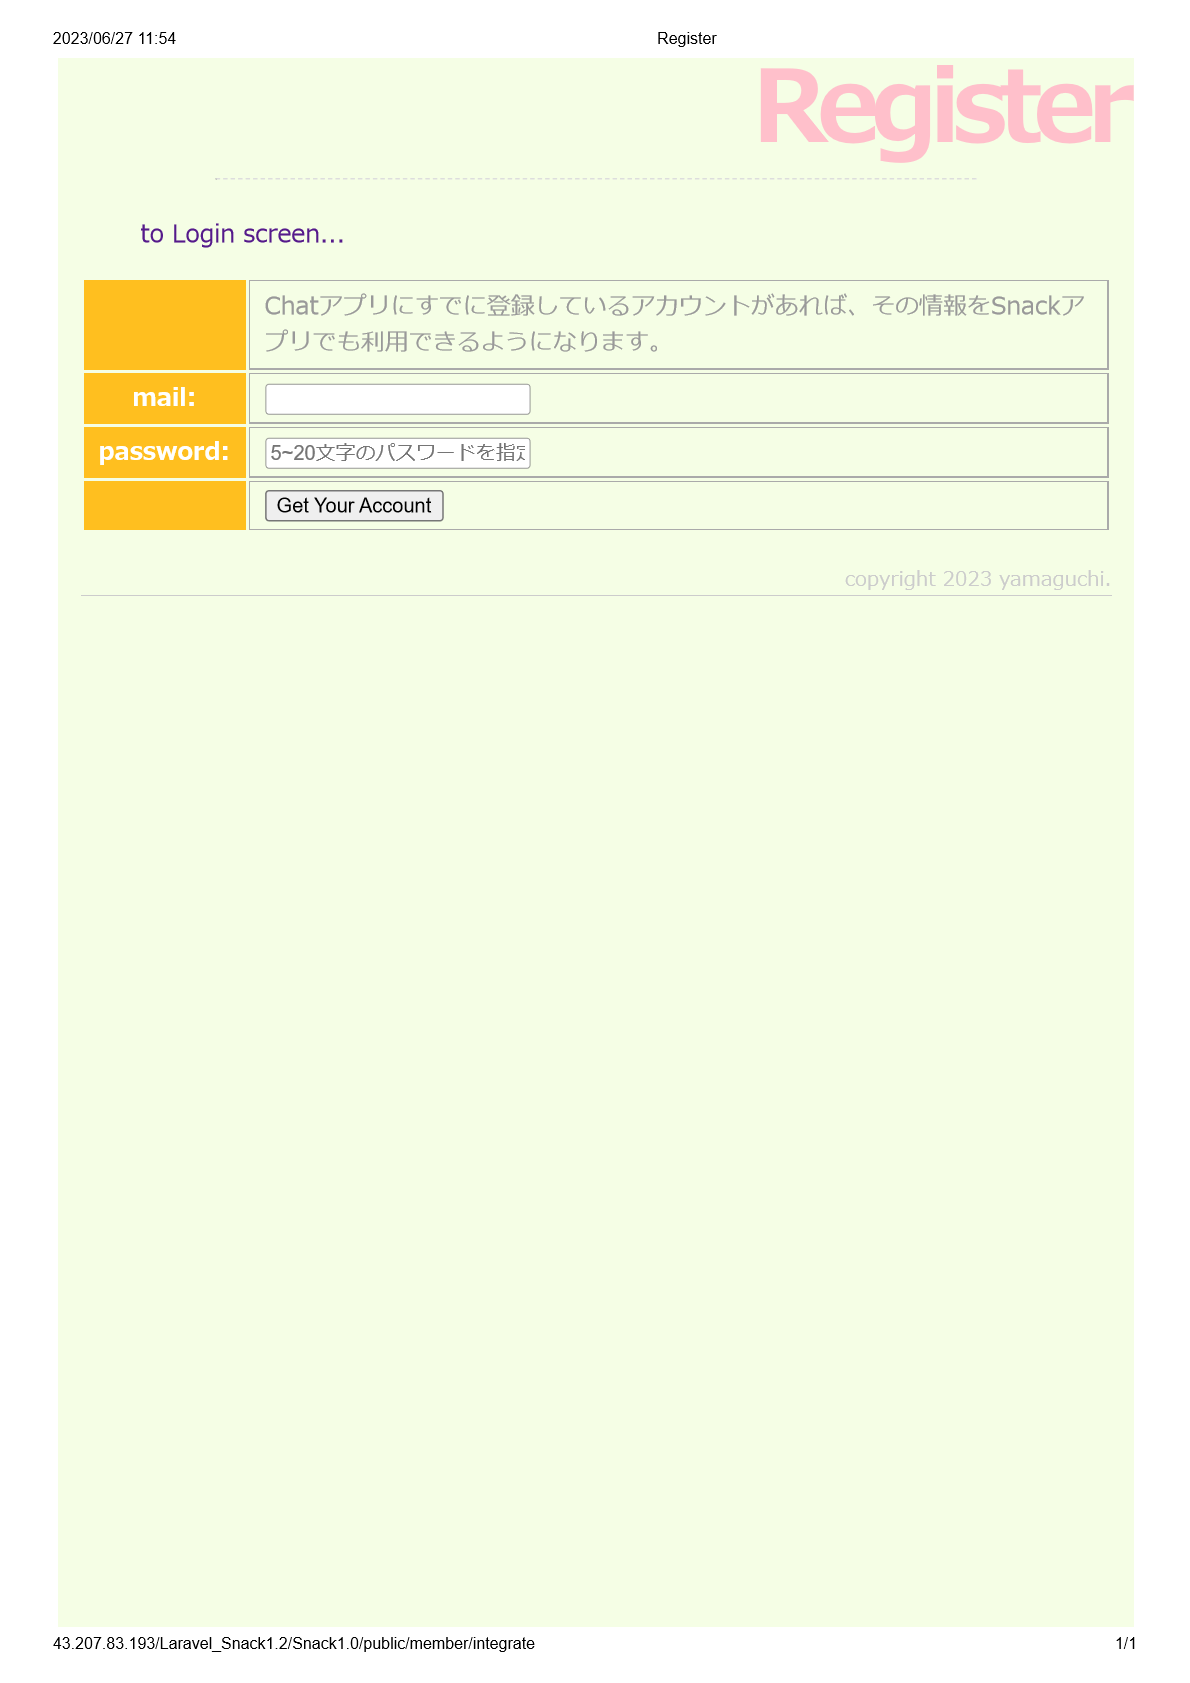 2023/06/27 11:54
Register
Register
to Login screen...
Chatアプリにすでに登録しているアカウントがあれば、その情報をSnackア
プリでも利用できるようになります。
mail:
password:
5~20文字のパスワードを指定
Get Your Account
copyright 2023 yamaguchi.
43.207.83.193/Laravel_Snack1.2/Snack1.0/public/member/integrate
1/1